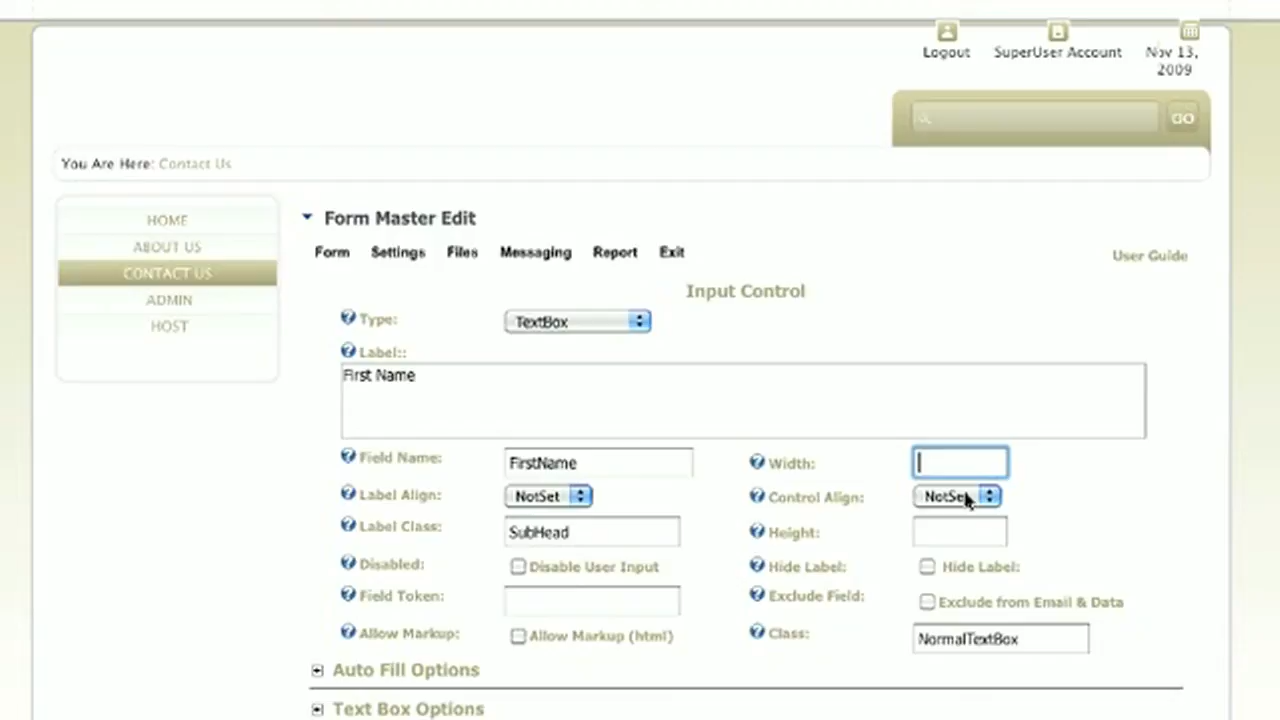 Logout SuperUser Account Nov 13,
2009
GO
You Are Here: Contact Us
HOME
ABOUT US
CONTACT US
ADMIN
HOST
Form Master Edit
Form Settings Files Messaging Report Exit
User Guide
Input Control
Type: TextBox
Label::
First Name
Field Name: FirstName Width:
Label Align: NotSet Control Align: NotSet
Label Class: SubHead Height:
Disabled: Disable User Input Hide Label: Hide Label:
Field Token: Exclude Field: Exclude from Email & Data
Allow Markup: Allow Markup (html) Class: NormalTextBox
Auto Fill Options
Text Box Options